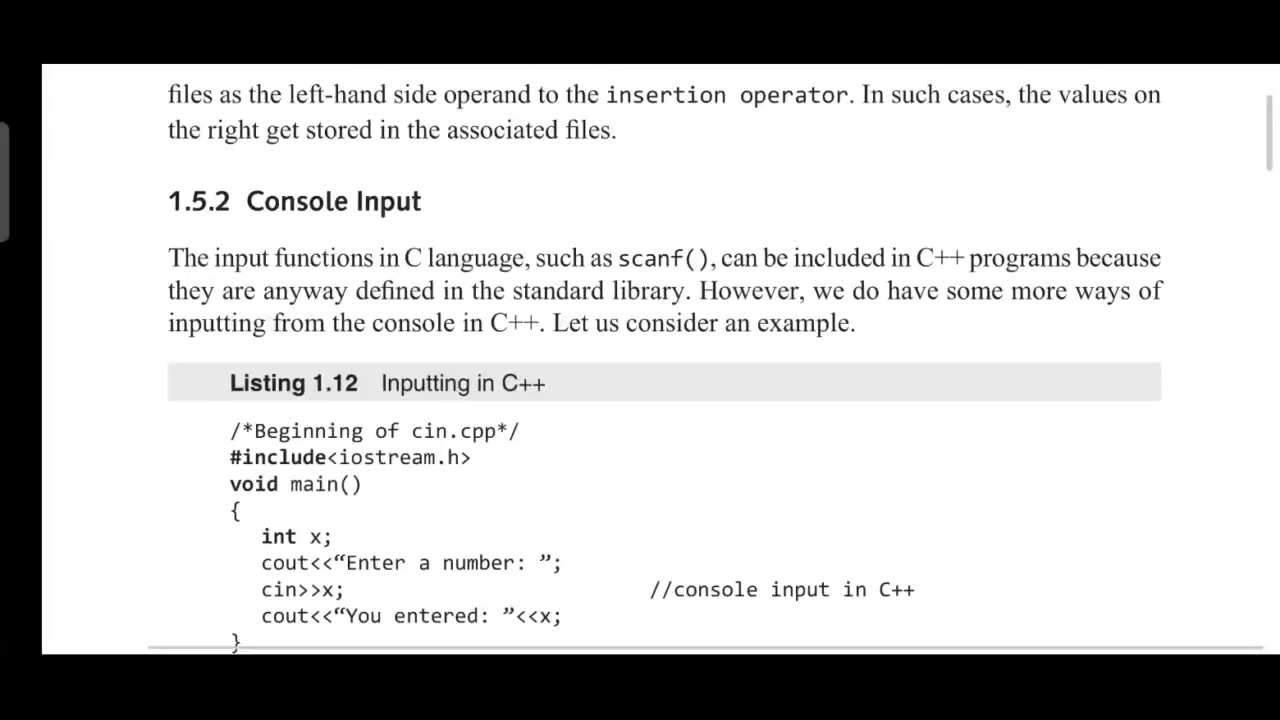 files as the left-hand side operand to the insertion operator. In such cases, the values on
the right get stored in the associated files.
1.5.2 Console Input
The input functions in C language, such as scanf(), can be included in C++ programs because
they are anyway defined in the standard library. However, we do have some more ways of
inputting from the console in C++. Let us consider an example.
Listing 1.12 Inputting in C++
/*Beginning of cin.cpp*/
#include<iostream.h>
void main()
{
int x;
cout<<“Enter a number: ”;
cin>>x; //console input in C++
cout<<“You entered: ”<<x;
}